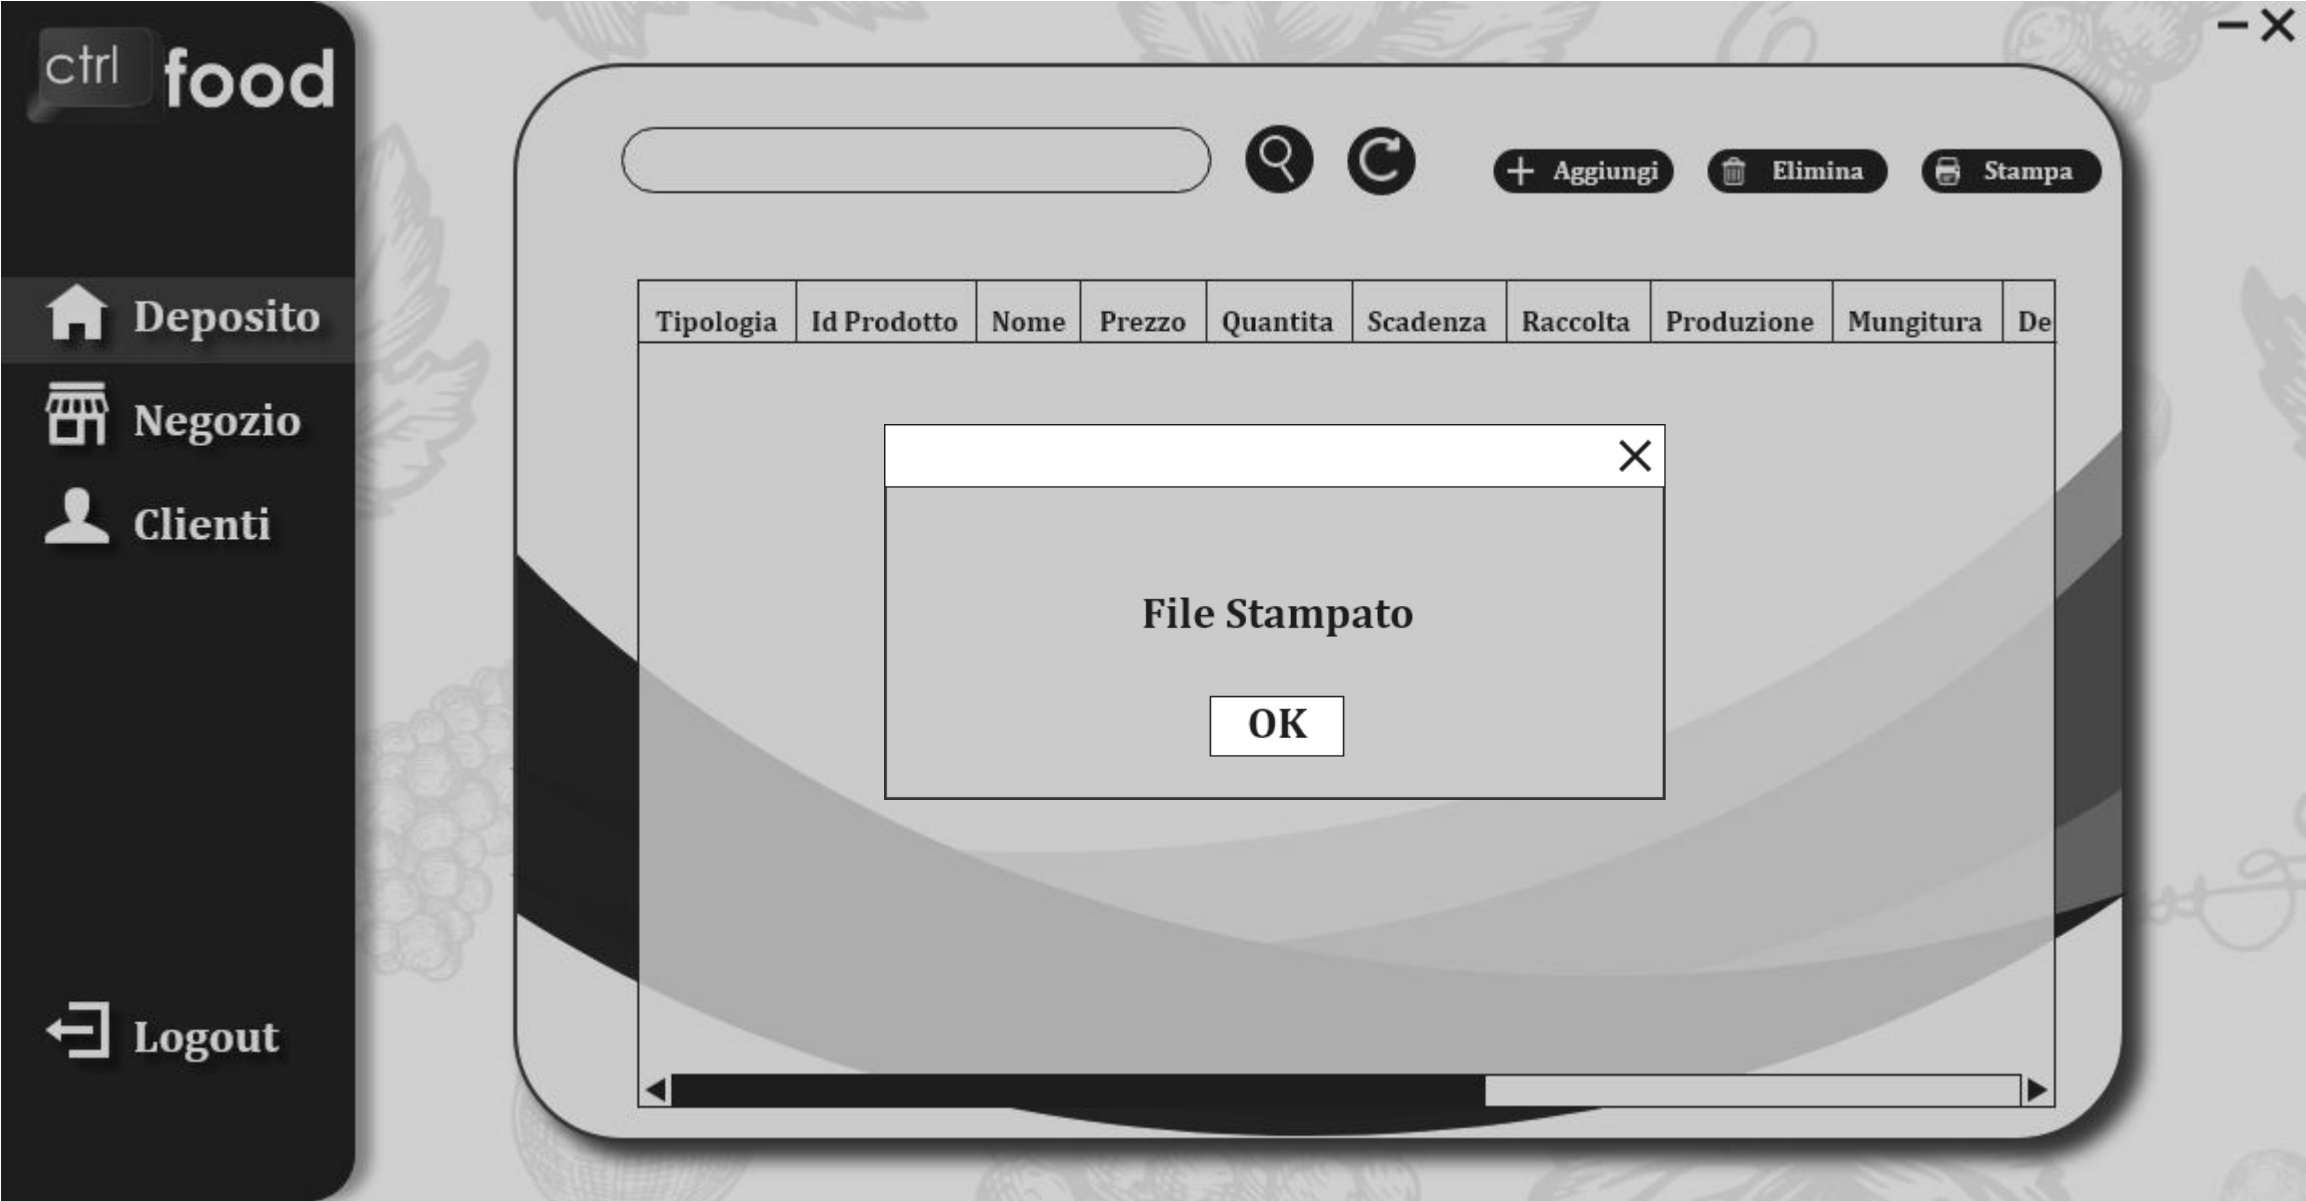 ctrl food
Aggiungi Elimina Stampa
Deposito
Negozio
Clienti
Logout
Tipologia Id Prodotto Nome Prezzo Quantita Scadenza Raccolta Produzione Mungitura De
File Stampato
OK